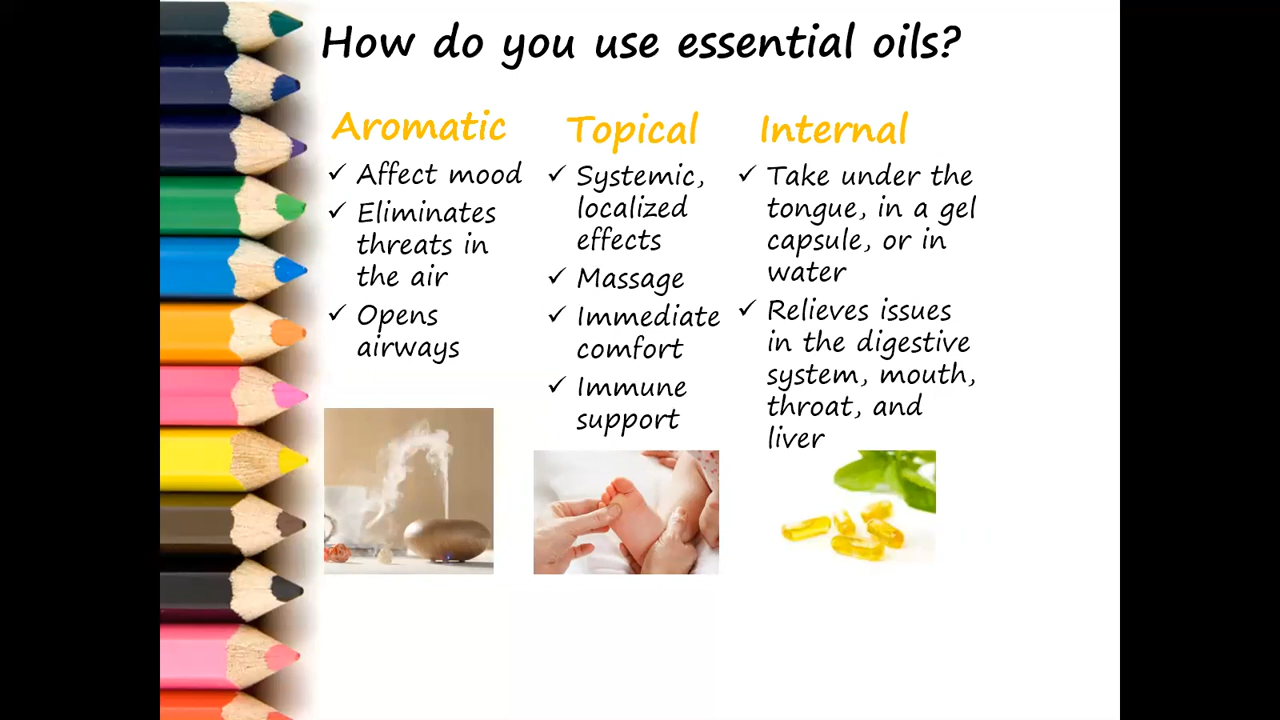 How do you use essential oils?
Aromatic
✓ Affect mood
✓ Eliminates
threats in
the air
✓ Opens
airways
Topical
✓ Systemic,
localized
effects
✓ Massage
✓ Immediate
comfort
✓ Immune
support
Internal
✓ Take under the
tongue, in a gel
capsule, or in
water
✓ Relieves issues
in the digestive
system, mouth,
throat, and
liver